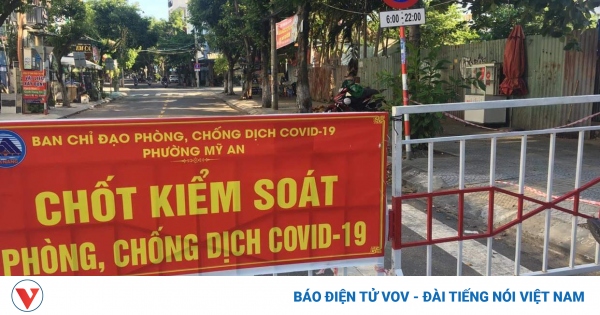 6:00 - 22:00
BAN CHỈ ĐẠO PHÒNG, CHỐNG DỊCH COVID-19
PHƯỜNG MỸ AN
CHỐT KIỂM SOÁT
PHÒNG, CHỐNG DỊCH COVID-19
BÁO ĐIỆN TỬ VOV - ĐÀI TIẾNG NÓI VIỆT NAM